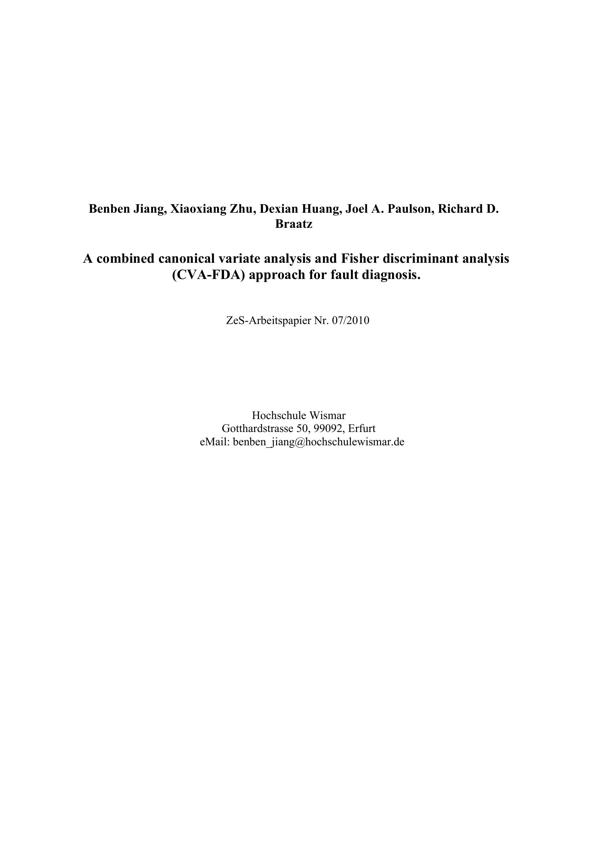 Benben Jiang, Xiaoxiang Zhu, Dexian Huang, Joel A. Paulson, Richard D.
Braatz
A combined canonical variate analysis and Fisher discriminant analysis
(CVA-FDA) approach for fault diagnosis.
ZeS-Arbeitspapier Nr. 07/2010
Hochschule Wismar
Gotthardstrasse 50, 99092, Erfurt
eMail: benben_jiang@hochschulewismar.de